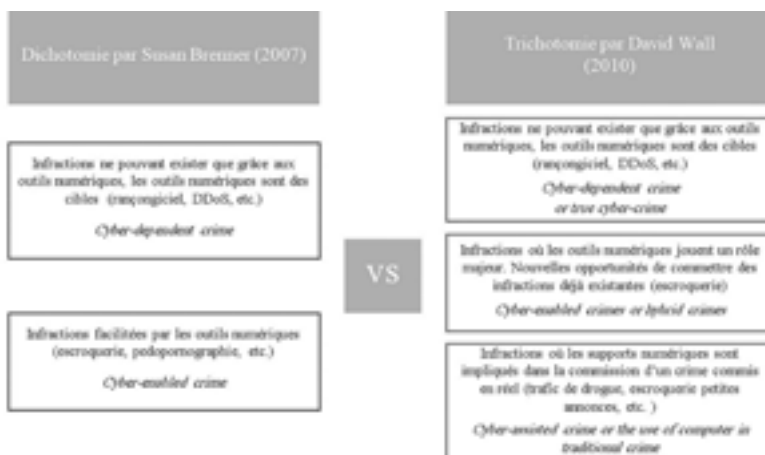 Dichotomie par Susan Brenner (2007)
Infractions ne pouvant exister que grâce aux
outils numériques, les outils numériques sont des
cibles (rançongiciel, DDoS, etc.)
Cyber-dependent crime
Infractions facilitées par les outils numériques
(escroquerie, pedopornographie, etc.)
Cyber-enabled crime
VS
Trichotomie par David Wall
(2010)
Infractions ne pouvant exister que grâce aux outils
numériques, les outils numériques sont des cibles
(rançongiciel, DDoS, etc.)
Cyber-dependent crime
or true cyber-crime
Infractions où les outils numériques jouent un rôle
majeur. Nouvelles opportunités de commettre des
infractions déjà existantes (escroquerie)
Cyber-enabled crimes or hybrid crimes
Infractions où les supports numériques sont
impliqués dans la commission d'un crime commis
en réel (trafic de drogue, escroquerie petites
annonces, etc. )
Cyber-assisted crime or the use of computer in
traditional crime